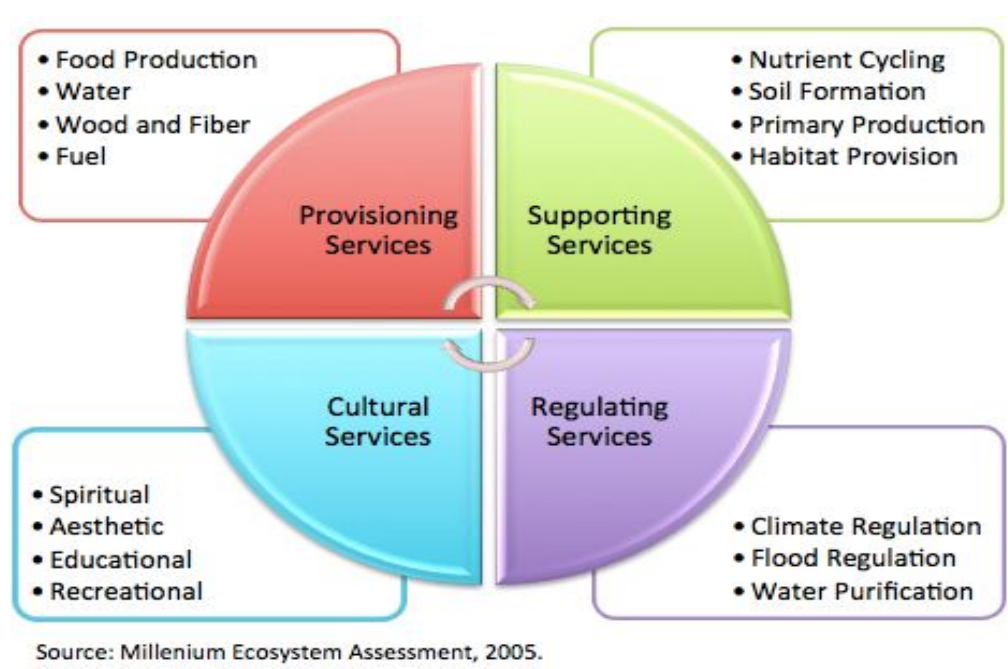 • Food Production
• Water
• Wood and Fiber
• Fuel
• Nutrient Cycling
• Soil Formation
• Primary Production
• Habitat Provision
Provisioning
Services
Supporting
Services
Cultural
Services
Regulating
Services
• Spiritual
• Aesthetic
• Educational
• Recreational
• Climate Regulation
• Flood Regulation
• Water Purification
Source: Millenium Ecosystem Assessment, 2005.